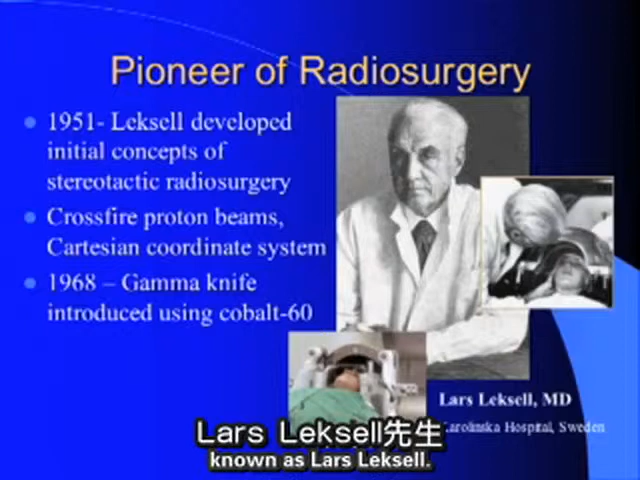 Pioneer of Radiosurgery
1951- Leksell developed
initial concepts of
stereotactic radiosurgery
Crossfire proton beams,
Cartesian coordinate system
1968 – Gamma knife
introduced using cobalt-60
Lars Leksell, MD
Karolinska Hospital, Sweden
Lars Leksell先生
known as Lars Leksell.